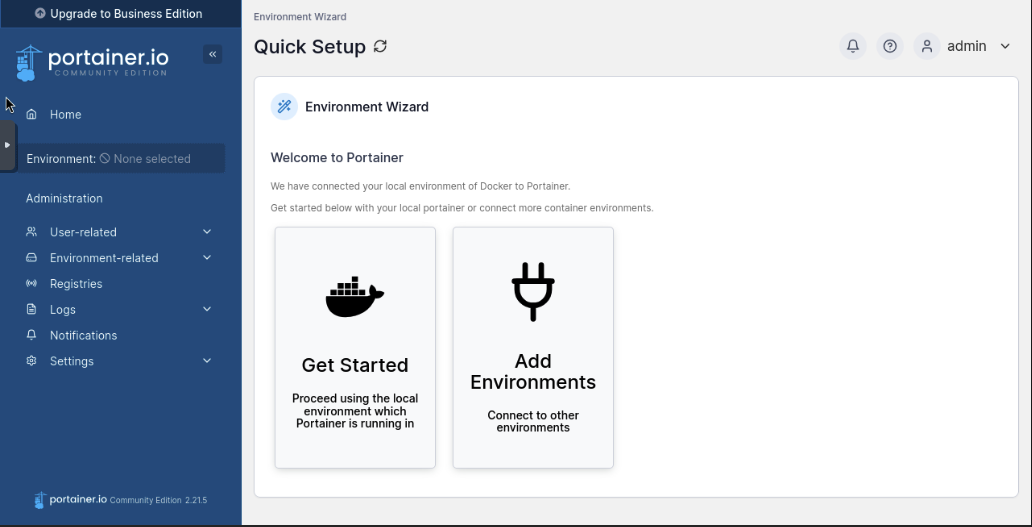 Upgrade to Business Edition
portainer.io
COMMUNITY EDITION
«
Home
Environment: None selected
Administration
User-related
Environment-related
Registries
Logs
Notifications
Settings
portainer.io Community Edition 2.21.5
Environment Wizard
Quick Setup
admin
Environment Wizard
Welcome to Portainer
We have connected your local environment of Docker to Portainer.
Get started below with your local portainer or connect more container environments.
Get Started
Proceed using the local
environment which
Portainer is running in
Add
Environments
Connect to other
environments